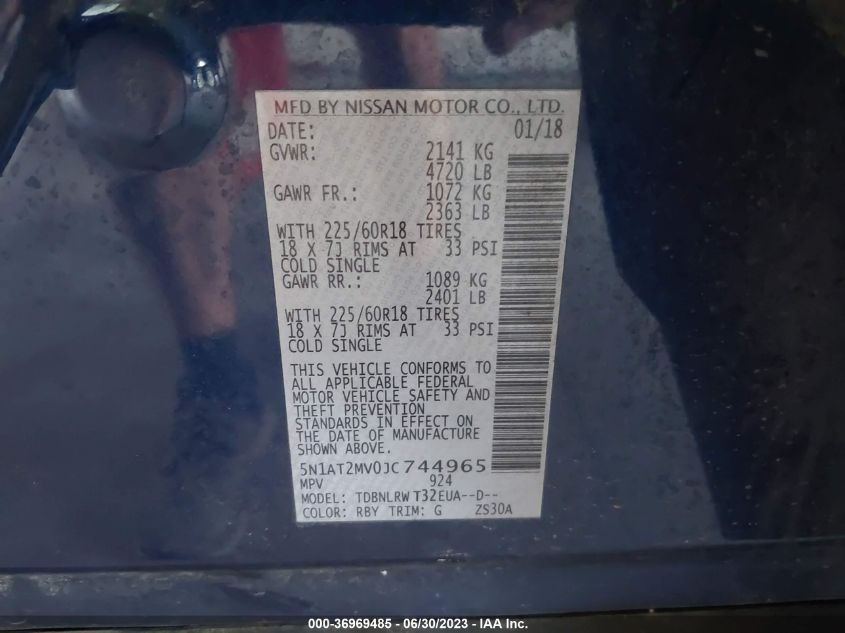 MFD BY NISSAN MOTOR CO., LTD.
DATE: 01/18
GVWR: 2141 KG
4720 LB
GAWR FR.: 1072 KG
2363 LB
WITH 225/60R18 TIRES
18 X 7J RIMS AT 33 PSI
COLD SINGLE
GAWR RR.: 1089 KG
2401 LB
WITH 225/60R18 TIRES
18 X 7J RIMS AT 33 PSI
COLD SINGLE
THIS VEHICLE CONFORMS TO
ALL APPLICABLE FEDERAL
MOTOR VEHICLE SAFETY AND
THEFT PREVENTION
STANDARDS IN EFFECT ON
THE DATE OF MANUFACTURE
SHOWN ABOVE.
5N1AT2MV0JC744965
MPV 924
MODEL: TDBNLRW T32EUA--D--
COLOR: RBY TRIM: G ZS30A
000-36969485 - 06/30/2023 - IAA Inc.